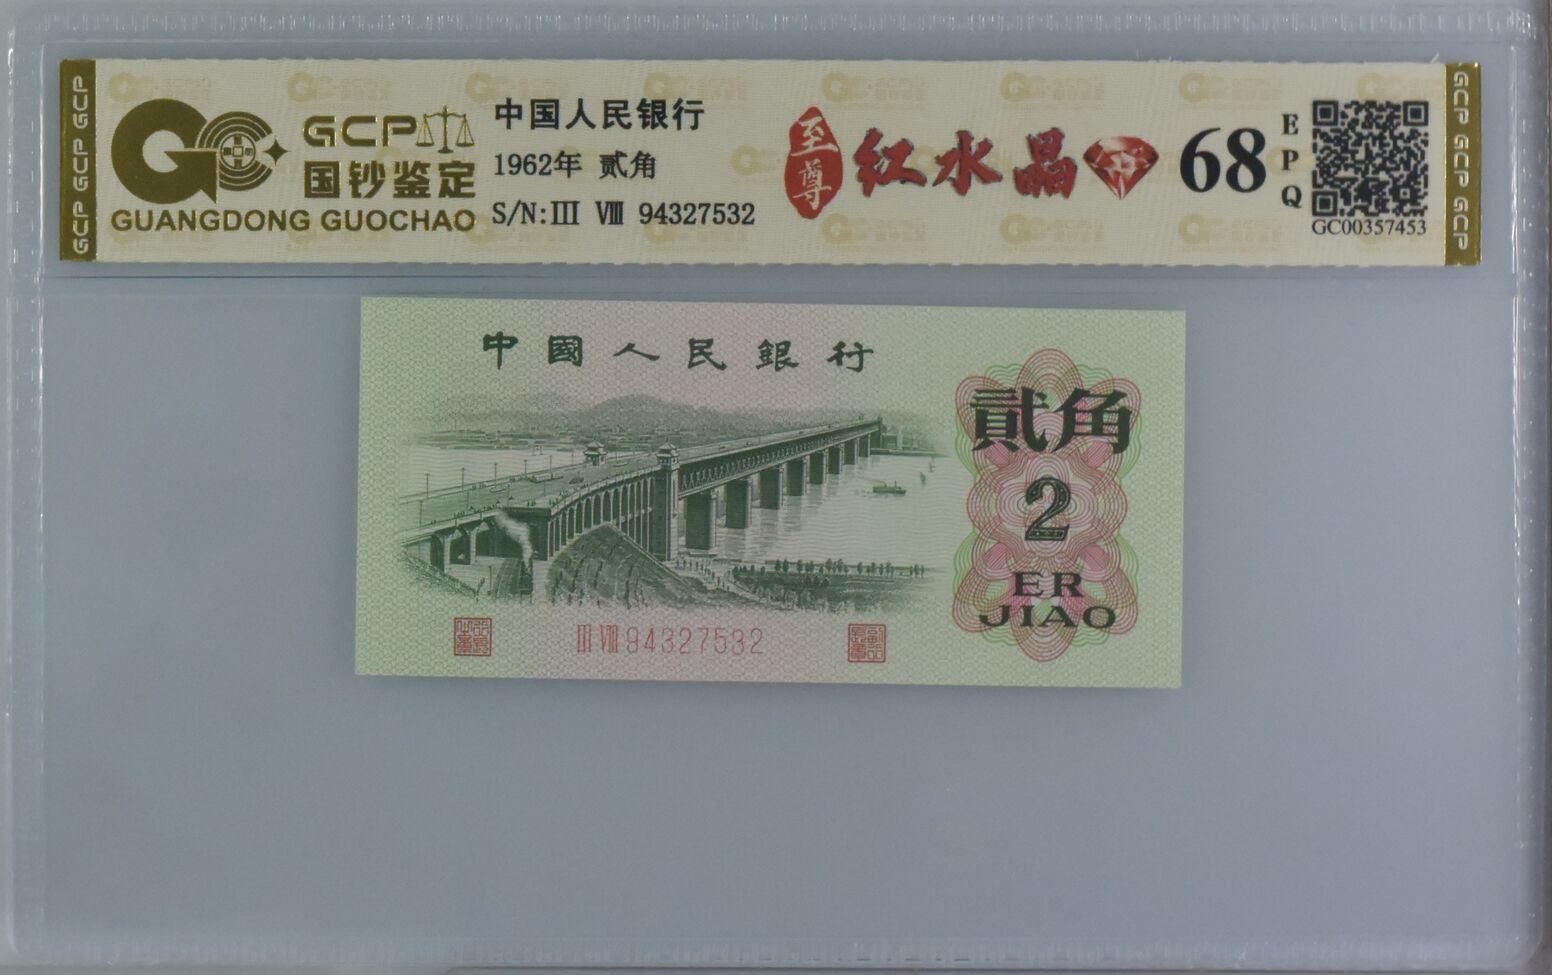 GCP GCP GCP
GCP
国钞鉴定
GUANGDONG GUOCHAO
中国人民银行
1962年 贰角
S/N:III VIII 94327532
至尊
红水晶
68
EPQ
GC00357453
GCP GCP GCP
中國人民銀行
貳角
2
ER
JIAO
III VIII 94327532